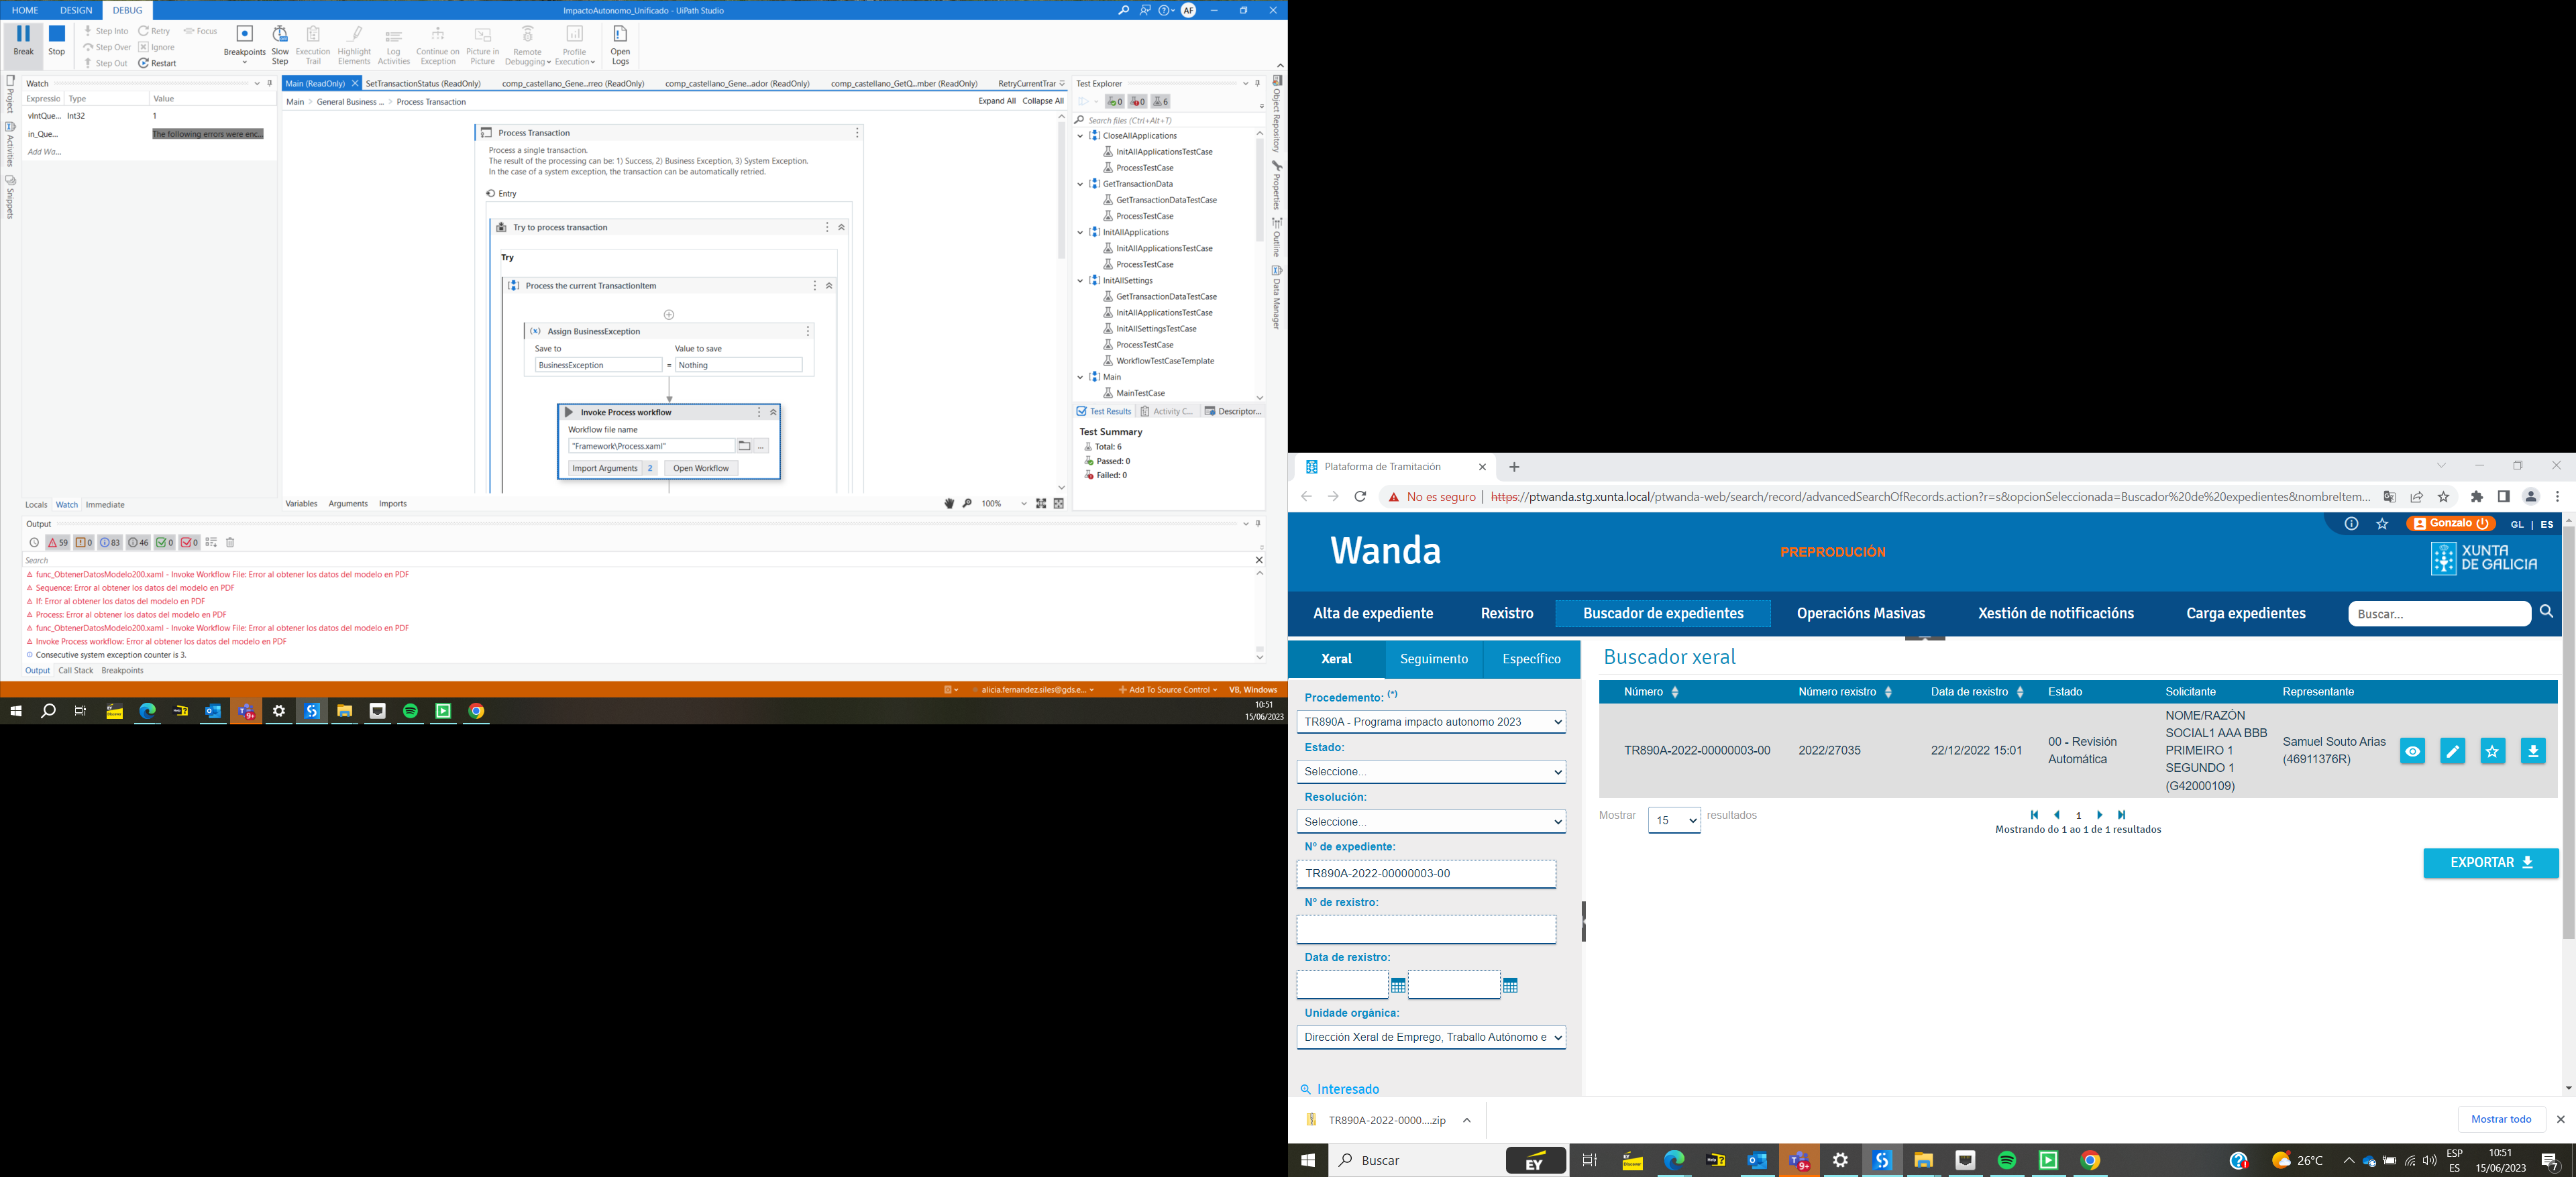 HOME DESIGN DEBUG
ImpactoAutonomo_Unificado - UiPath Studio
AF
Break
Stop
Step Into
Step Over
Step Out
Retry
Ignore
Restart
Focus
Breakpoints
Slow Step
Execution Trail
Highlight Elements
Log Activities
Continue on Exception
Picture in Picture
Remote Debugging
Profile Execution
Open Logs
Project
Activities
Snippets
Watch
Expressio Type Value
vIntQue... Int32 1
in_Que... The following errors were enc...
Add Wa...
Locals Watch Immediate
Main (ReadOnly) SetTransactionStatus (ReadOnly) comp_castellano_Gene...rreo (ReadOnly) comp_castellano_Gene...ador (ReadOnly) comp_castellano_GetQ...mber (ReadOnly) RetryCurrentTrar
Main > General Business ... > Process Transaction
Expand All Collapse All
Process Transaction
Process a single transaction.
The result of the processing can be: 1) Success, 2) Business Exception, 3) System Exception.
In the case of a system exception, the transaction can be automatically retried.
Entry
Try to process transaction
Try
Process the current TransactionItem
Assign BusinessException
Save to Value to save
BusinessException = Nothing
Invoke Process workflow
Workflow file name
"Framework\Process.xaml"
...
Import Arguments 2 Open Workflow
Variables Arguments Imports
100%
Test Explorer
0 0 6
Search files (Ctrl+Alt+T)
CloseAllApplications
InitAllApplicationsTestCase
ProcessTestCase
GetTransactionData
GetTransactionDataTestCase
ProcessTestCase
InitAllApplications
InitAllApplicationsTestCase
ProcessTestCase
InitAllSettings
GetTransactionDataTestCase
InitAllApplicationsTestCase
InitAllSettingsTestCase
ProcessTestCase
WorkflowTestCaseTemplate
Main
MainTestCase
Test Results Activity C... Descriptor...
Test Summary
Total: 6
Passed: 0
Failed: 0
Object Repository
Properties
Outline
Data Manager
Output
59 0 83 46 0 0
Search
func_ObtenerDatosModelo200.xaml - Invoke Workflow File: Error al obtener los datos del modelo en PDF
Sequence: Error al obtener los datos del modelo en PDF
If: Error al obtener los datos del modelo en PDF
Process: Error al obtener los datos del modelo en PDF
func_ObtenerDatosModelo200.xaml - Invoke Workflow File: Error al obtener los datos del modelo en PDF
Invoke Process workflow: Error al obtener los datos del modelo en PDF
Consecutive system exception counter is 3.
Output Call Stack Breakpoints
alicia.fernandez.siles@gds.e... Add To Source Control VB, Windows
9+
10:51
15/06/2023
Plataforma de Tramitación
No es seguro | https://ptwanda.stg.xunta.local/ptwanda-web/search/record/advancedSearchOfRecords.action?r=s&opcionSeleccionada=Buscador%20de%20expedientes&nombreItem...
Gonzalo GL | ES
Wanda
PREPRODUCIÓN
XUNTA
DE GALICIA
Alta de expediente Rexistro Buscador de expedientes Operacións Masivas Xestión de notificacións Carga expedientes Buscar...
Xeral Seguimento Específico
Procedemento: (*)
TR890A - Programa impacto autonomo 2023
Estado:
Seleccione...
Resolución:
Seleccione...
Nº de expediente:
TR890A-2022-00000003-00
Nº de rexistro:
Data de rexistro:
Unidade orgánica:
Dirección Xeral de Emprego, Traballo Autónomo e
Interesado
Buscador xeral
Número Número rexistro Data de rexistro Estado Solicitante Representante
TR890A-2022-00000003-00 2022/27035 22/12/2022 15:01
00 - Revisión
Automática
NOME/RAZÓN
SOCIAL1 AAA BBB
PRIMEIRO 1
SEGUNDO 1
(G42000109)
Samuel Souto Arias
(46911376R)
Mostrar 15 resultados
1
Mostrando do 1 ao 1 de 1 resultados
EXPORTAR
TR890A-2022-0000....zip
Mostrar todo
Buscar
EY
9+
26°C
ESP
ES
10:51
15/06/2023
7